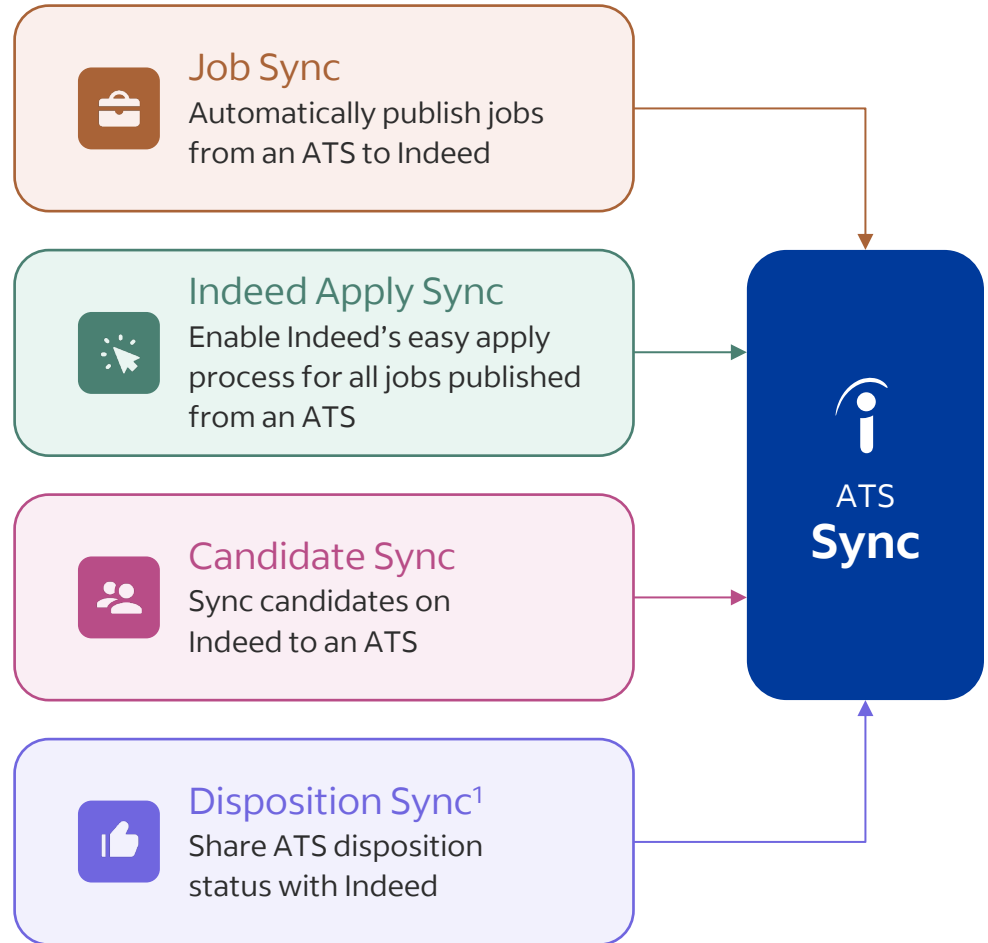 Job Sync
Automatically publish jobs
from an ATS to Indeed
Indeed Apply Sync
Enable Indeed’s easy apply
process for all jobs published
from an ATS
Candidate Sync
Sync candidates on
Indeed to an ATS
Disposition Sync¹
Share ATS disposition
status with Indeed
ATS
Sync